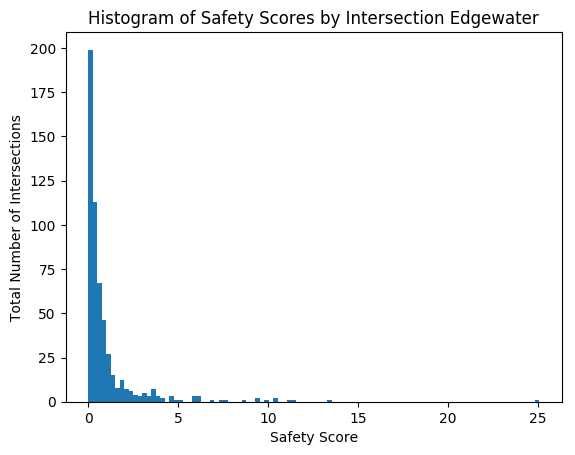 Histogram of Safety Scores by Intersection Edgewater
Total Number of Intersections
200
175
150
125
100
75
50
25
0
0 5 10 15 20 25
Safety Score